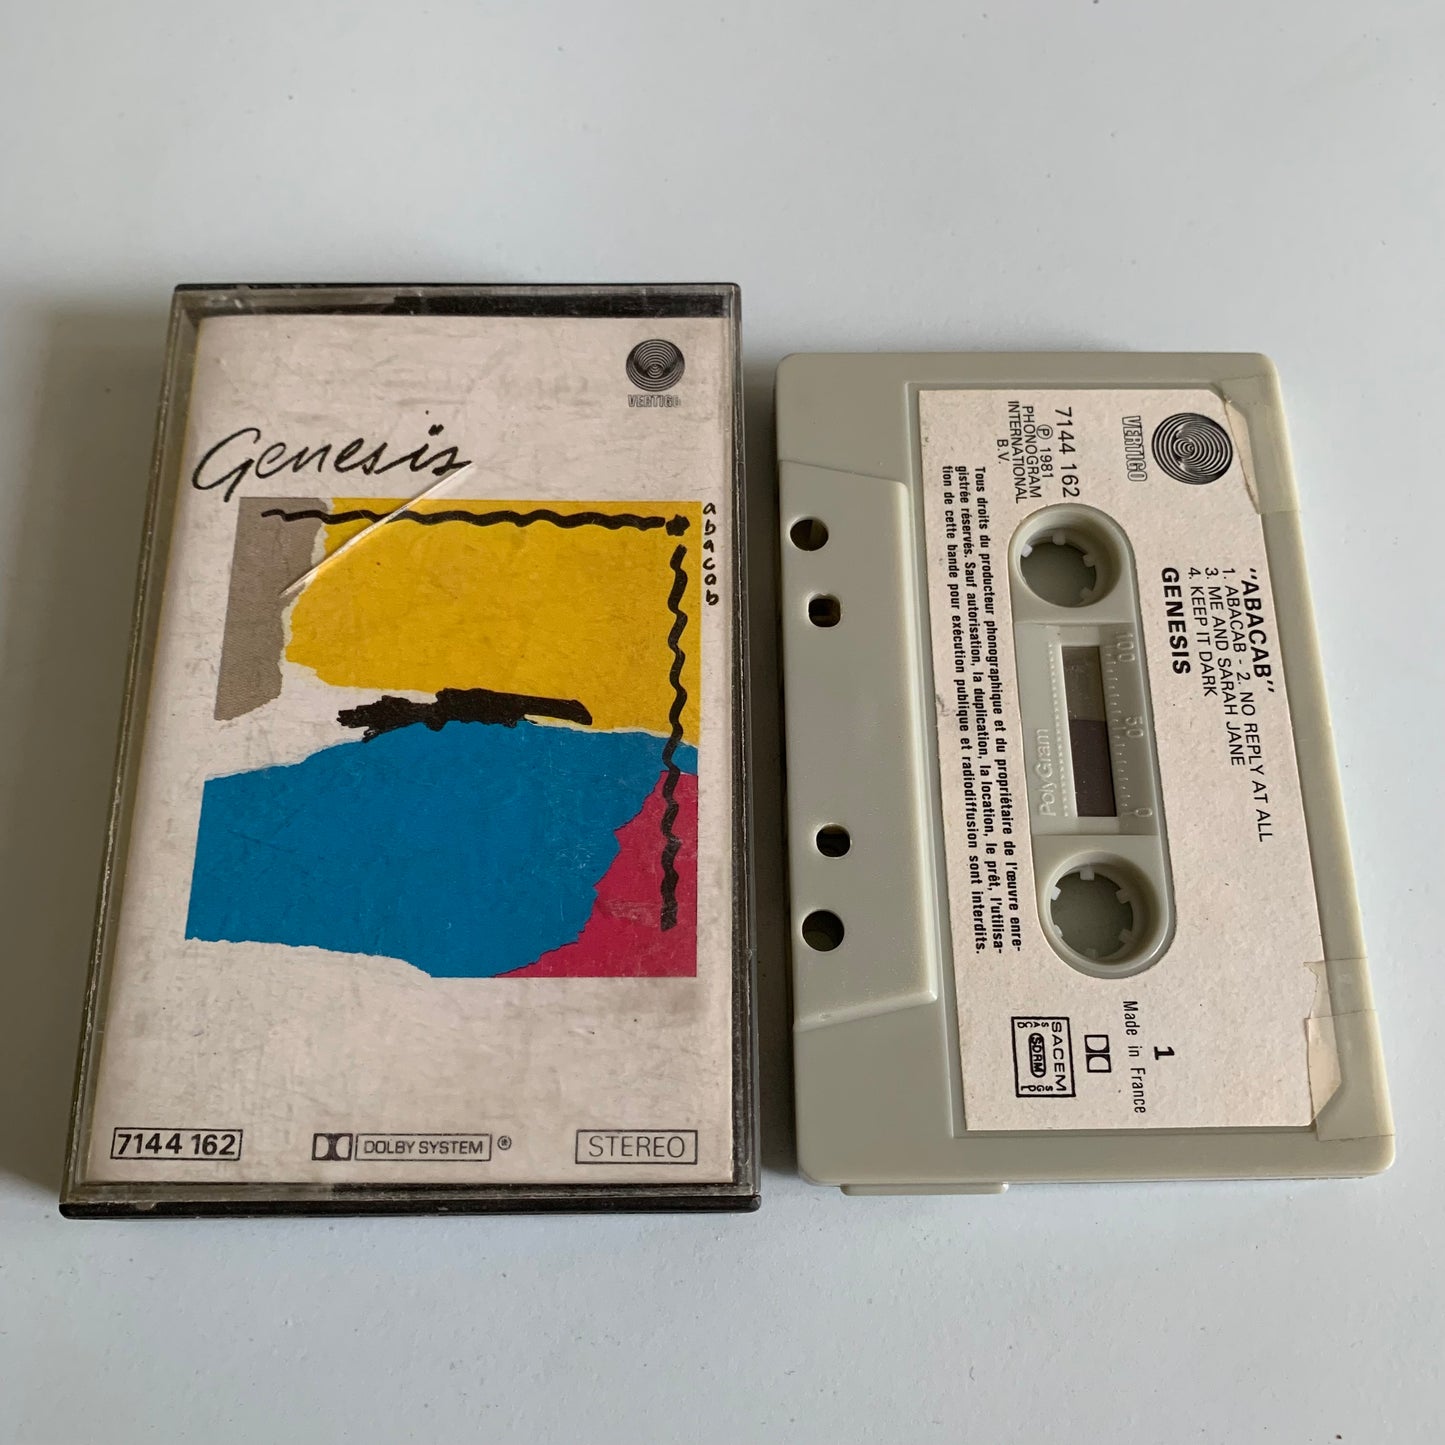 VERTIGO
Genesis
abacab
7144 162
DOLBY SYSTEM ®
STEREO
VERTIGO
7144 162
Ⓟ 1981
PHONOGRAM
INTERNATIONAL
B.V.
"ABACAB"
1. ABACAB - 2. NO REPLY AT ALL
3. ME AND SARAH JANE
4. KEEP IT DARK
GENESIS
100 50 0
PolyGram
Tous droits du producteur phonographique et du propriétaire de l'œuvre enre-
gistrée réservés. Sauf autorisation, la duplication, la location, le prêt, l'utilisa-
tion de cette bande pour exécution publique et radiodiffusion sont interdits.
1
Made in France
SACEM
SACD
SDRM
SGDL